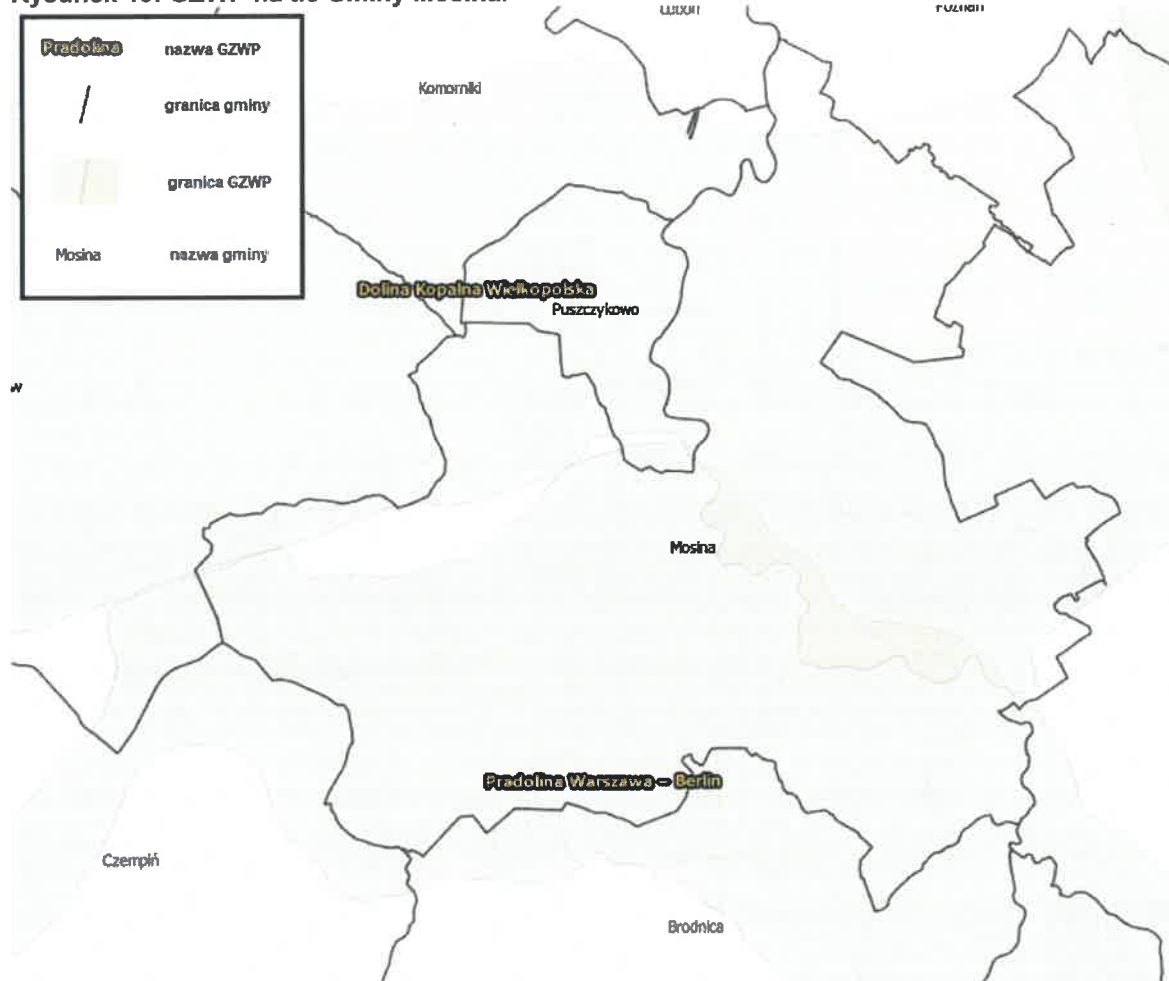 Pradolina nazwa GZWP
granica gminy
granica GZWP
Mosina nazwa gminy
Komorniki
Dolina Kopalna Wielkopolska
Puszczykowo
w
Mosina
Pradolina Warszawa – Berlin
Czempiń
Brodnica